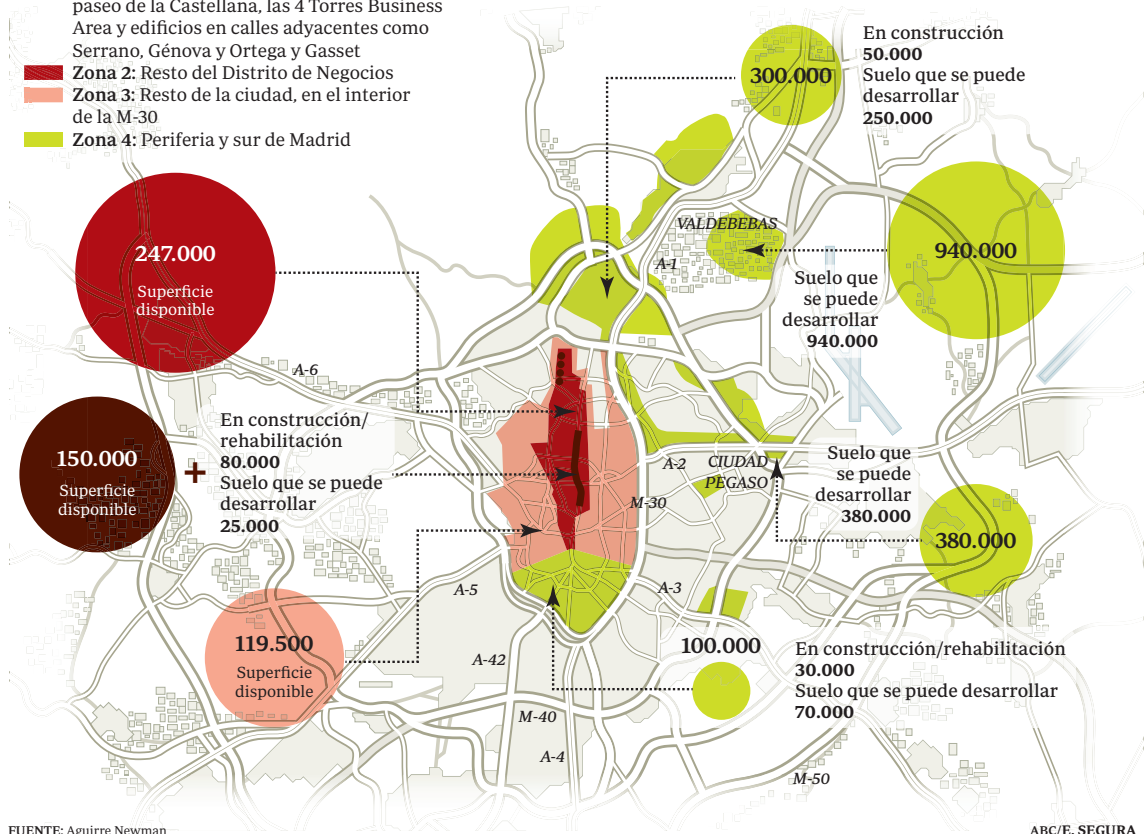 paseo de la Castellana, las 4 Torres Business
Area y edificios en calles adyacentes como
Serrano, Génova y Ortega y Gasset
Zona 2: Resto del Distrito de Negocios
Zona 3: Resto de la ciudad, en el interior
de la M-30
Zona 4: Periferia y sur de Madrid
300.000
En construcción
50.000
Suelo que se puede
desarrollar
250.000
247.000
Superficie
disponible
VALDEBEBAS
A-1
940.000
Suelo que
se puede
desarrollar
940.000
A-6
150.000
Superficie
disponible
+
En construcción/
rehabilitación
80.000
Suelo que se puede
desarrollar
25.000
A-2
CIUDAD
PEGASO
M-30
Suelo que
se puede
desarrollar
380.000
380.000
A-5
A-3
119.500
Superficie
disponible
A-42
M-40
A-4
100.000
En construcción/rehabilitación
30.000
Suelo que se puede desarrollar
70.000
M-50
FUENTE: Aguirre Newman
ABC/E. SEGURA